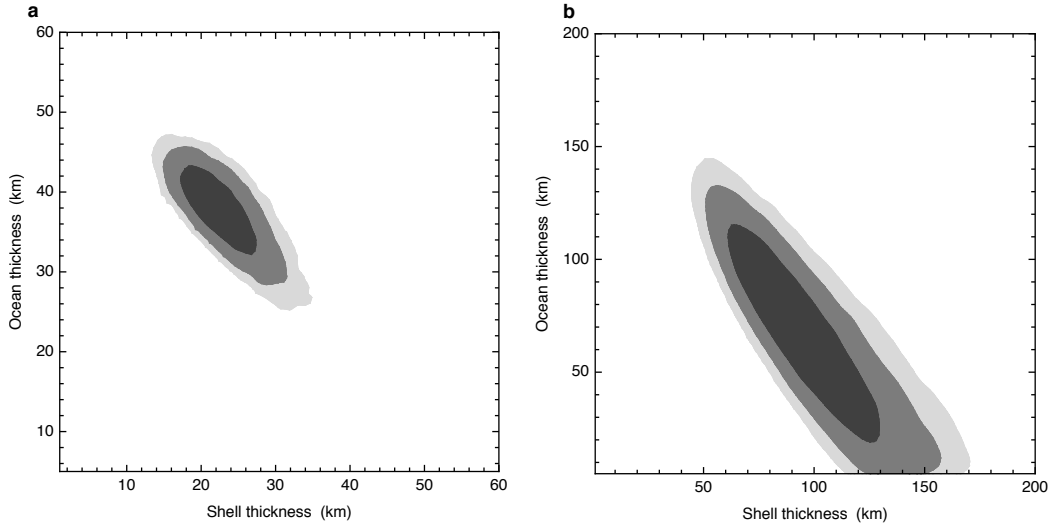 a
60
50
40
30
20
10
Ocean thickness (km)
10 20 30 40 50 60
Shell thickness (km)
b
200
150
100
50
Ocean thickness (km)
50 100 150 200
Shell thickness (km)